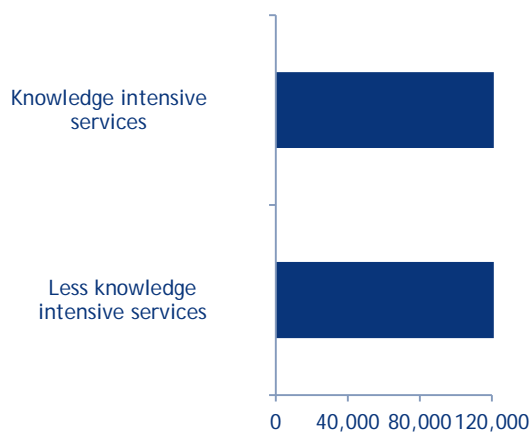 Knowledge intensive
services
Less knowledge
intensive services
0 40,000 80,000 120,000